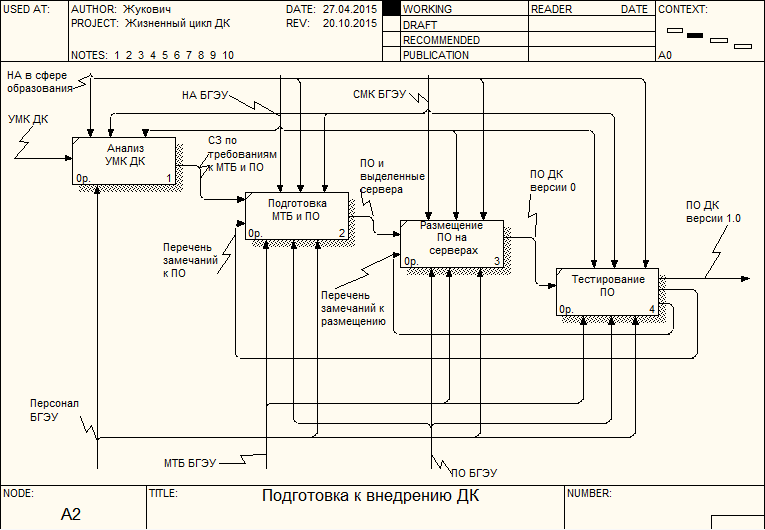 USED AT:
AUTHOR: Жукович
DATE: 27.04.2015
PROJECT: Жизненный цикл ДК
REV: 20.10.2015
NOTES: 1 2 3 4 5 6 7 8 9 10
WORKING
DRAFT
RECOMMENDED
PUBLICATION
READER DATE
CONTEXT:
A0
НА в сфере
образования
УМК ДК
НА БГЭУ
СМК БГЭУ
Анализ
УМК ДК
0р. 1
СЗ по
требованиям
к МТБ и ПО
Подготовка
МТБ и ПО
0р. 2
ПО и
выделенные
сервера
Размещение
ПО на
серверах
0р. 3
ПО ДК
версии 0
ПО ДК
версии 1.0
Перечень
замечаний
к ПО
Перечень
замечаний к
размещению
Тестирование
ПО
0р. 4
Персонал
БГЭУ
МТБ БГЭУ
ПО БГЭУ
NODE:
A2
TITLE:
Подготовка к внедрению ДК
NUMBER: